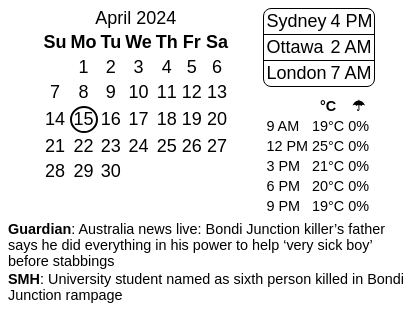 April 2024
Su Mo Tu We Th Fr Sa
1 2 3 4 5 6
7 8 9 10 11 12 13
14 15 16 17 18 19 20
21 22 23 24 25 26 27
28 29 30
Sydney 4 PM
Ottawa 2 AM
London 7 AM
°C ☂
9 AM 19°C 0%
12 PM 25°C 0%
3 PM 21°C 0%
6 PM 20°C 0%
9 PM 19°C 0%
Guardian: Australia news live: Bondi Junction killer’s father
says he did everything in his power to help ‘very sick boy’
before stabbings
SMH: University student named as sixth person killed in Bondi
Junction rampage